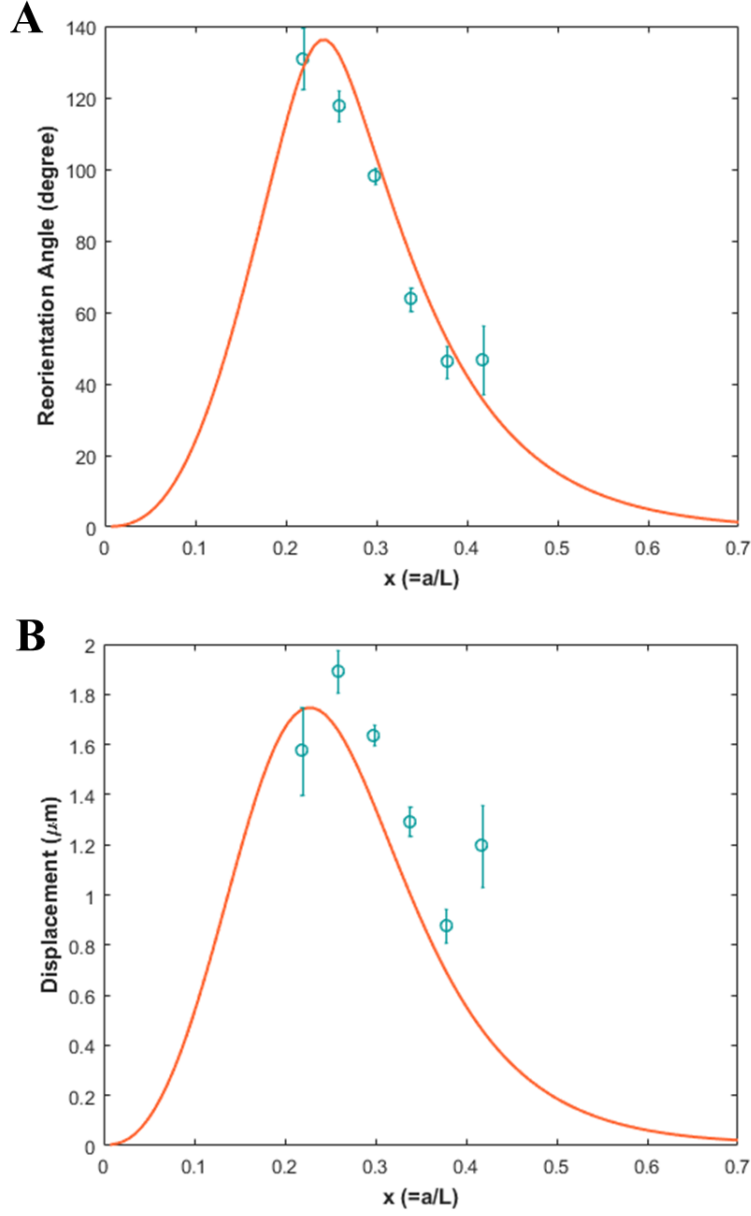 A
140
120
100
80
60
40
20
0
Reorientation Angle (degree)
0 0.1 0.2 0.3 0.4 0.5 0.6 0.7
x (=a/L)
B
2
1.8
1.6
1.4
1.2
1
0.8
0.6
0.4
0.2
0
Displacement (μm)
0 0.1 0.2 0.3 0.4 0.5 0.6 0.7
x (=a/L)